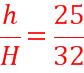 h/H = 25/32